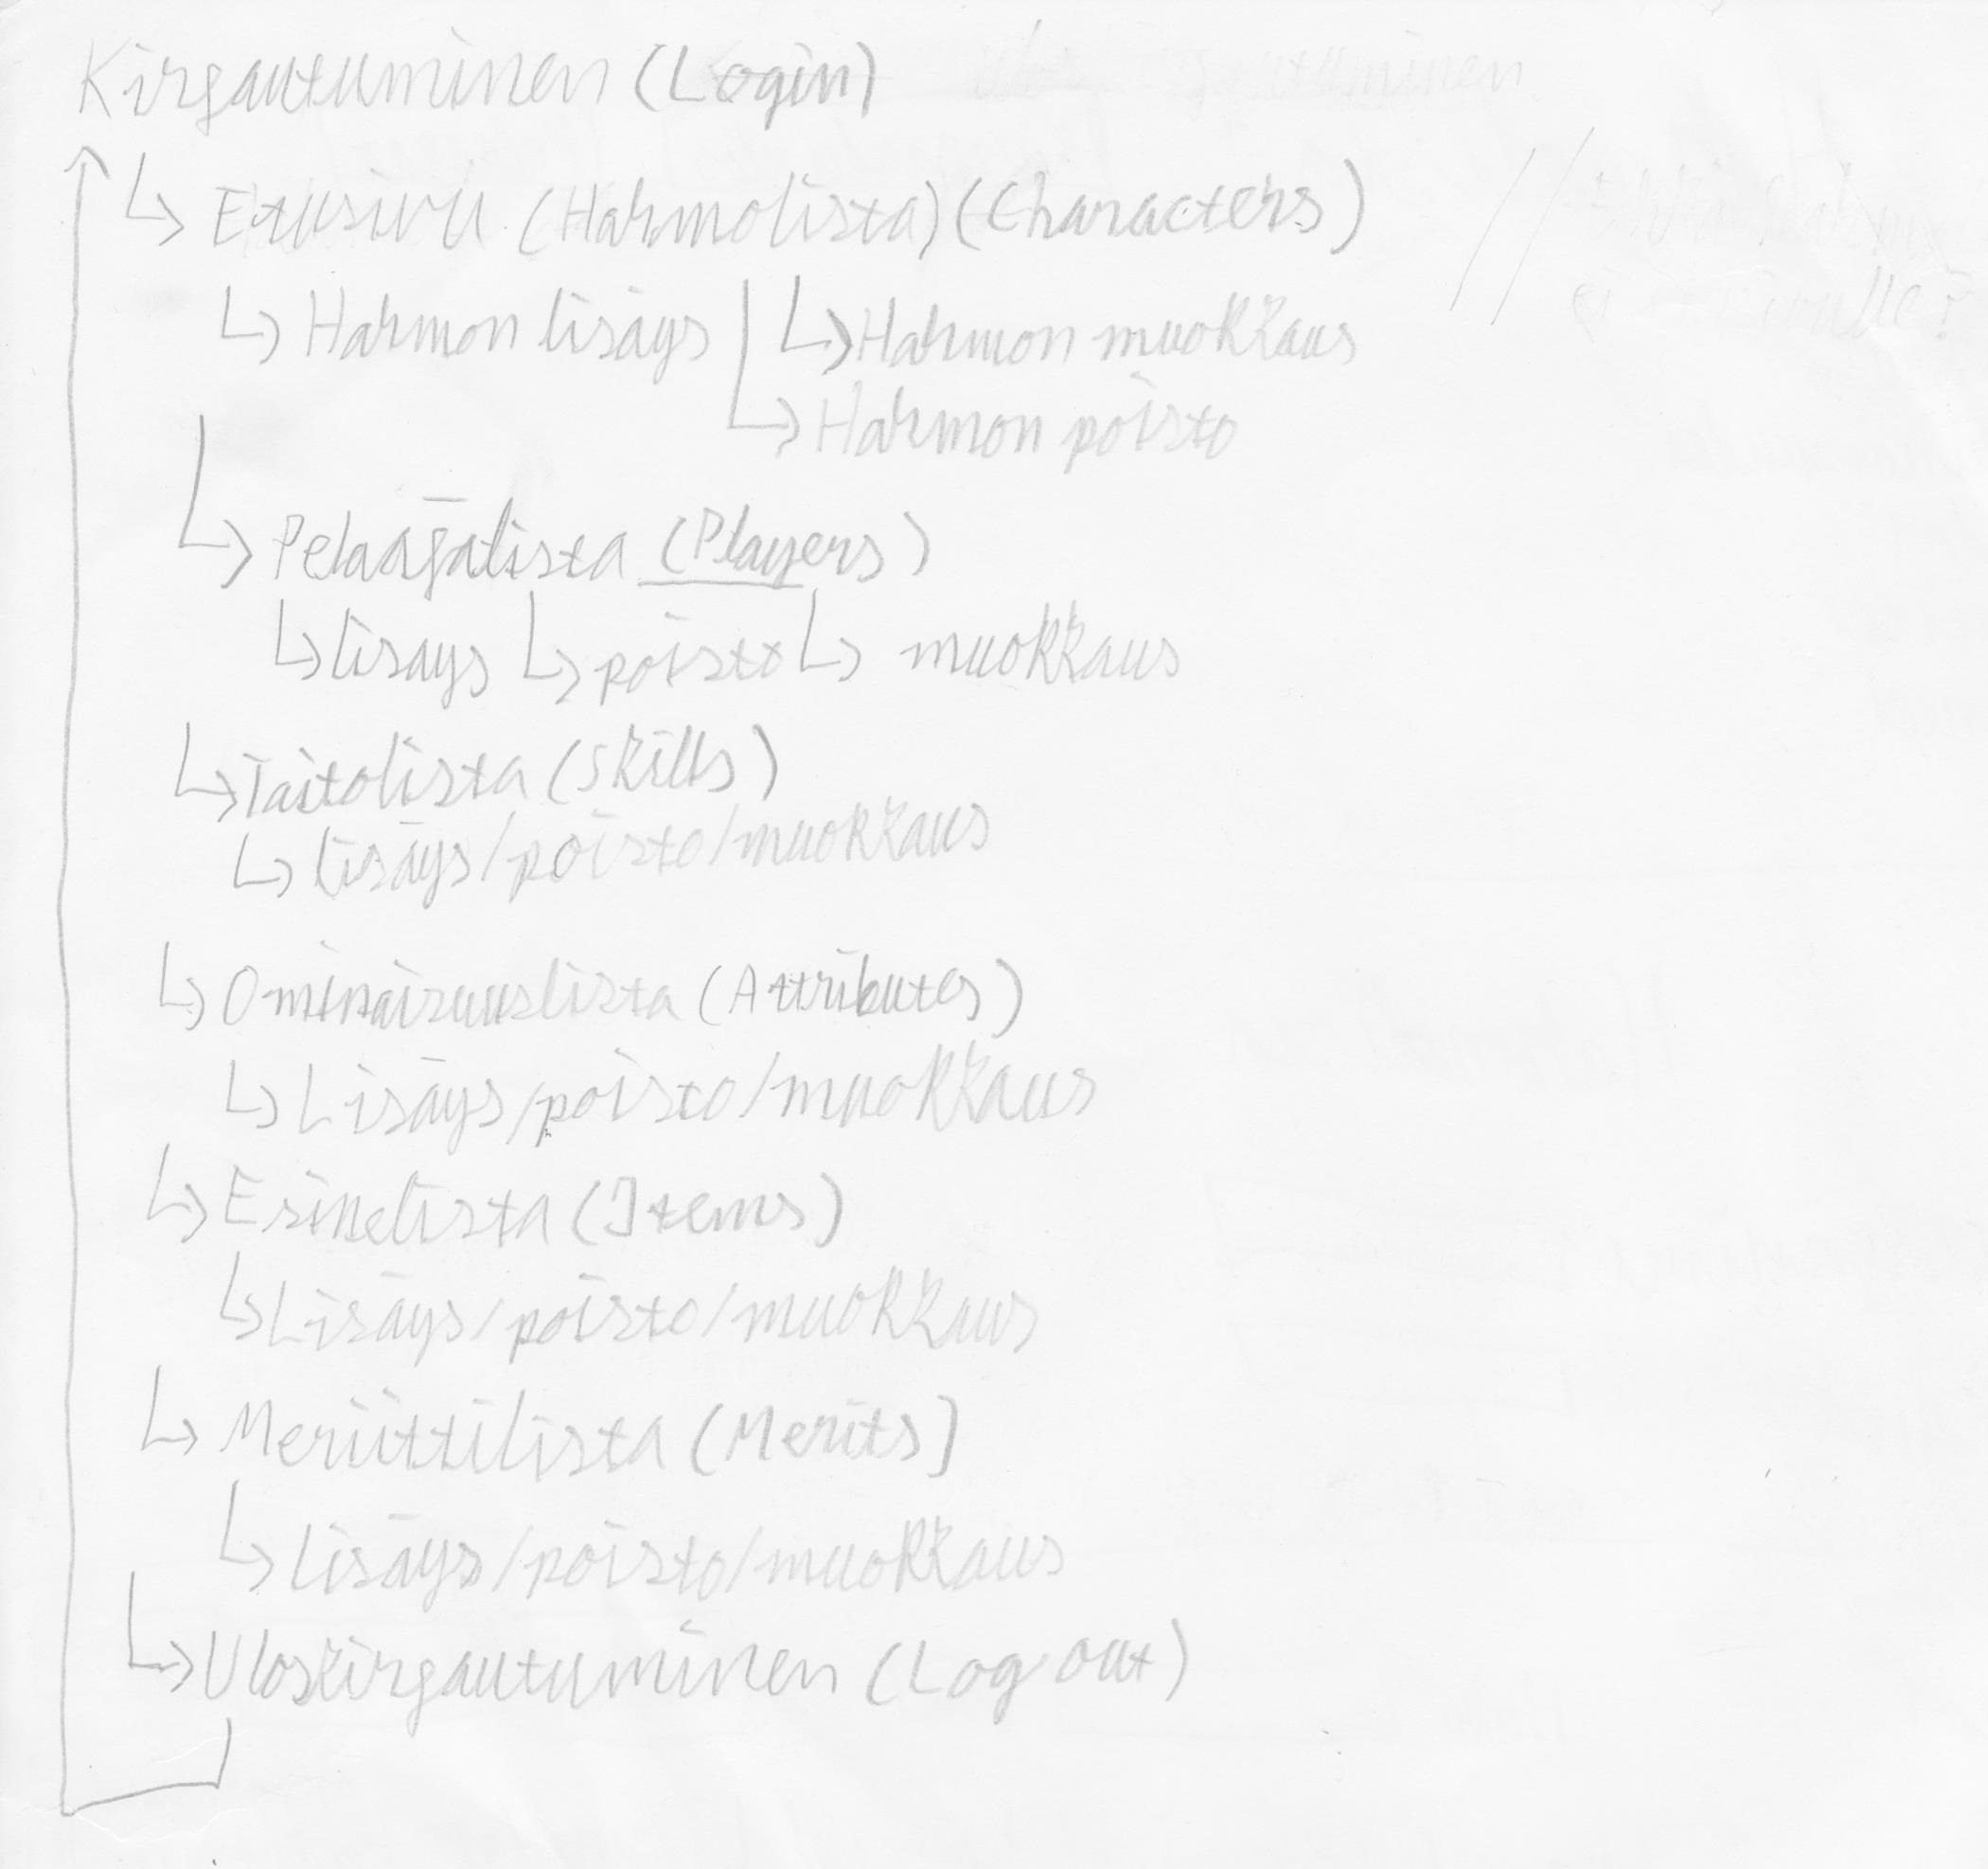 Kirjautuminen (Login)
↳ Etusivu (Hahmolista) (Characters)
↳ Hahmon lisäys ↳ Hahmon muokkaus
↳ Hahmon poisto
↳ Pelaajalista (Players)
↳ lisäys ↳ poisto ↳ muokkaus
↳ Taitolista (Skills)
↳ lisäys/poisto/muokkaus
↳ Ominaisuuslista (Attributes)
↳ Lisäys/poisto/muokkaus
↳ Esinelista (Items)
↳ Lisäys/poisto/muokkaus
↳ Meriittilista (Merits)
↳ Lisäys/poisto/muokkaus
↳ Uloskirjautuminen (Log out)